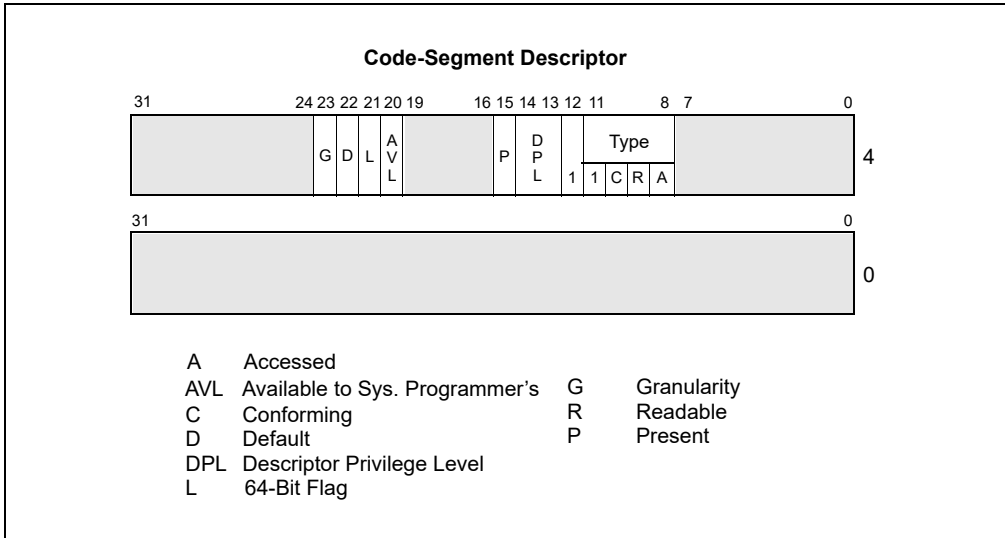 Code-Segment Descriptor
31 24 23 22 21 20 19 16 15 14 13 12 11 8 7 0
G D L AVL P DPL 1 Type 4
1 C R A
31 0
0
A Accessed
AVL Available to Sys. Programmer’s G Granularity
C Conforming R Readable
D Default P Present
DPL Descriptor Privilege Level
L 64-Bit Flag